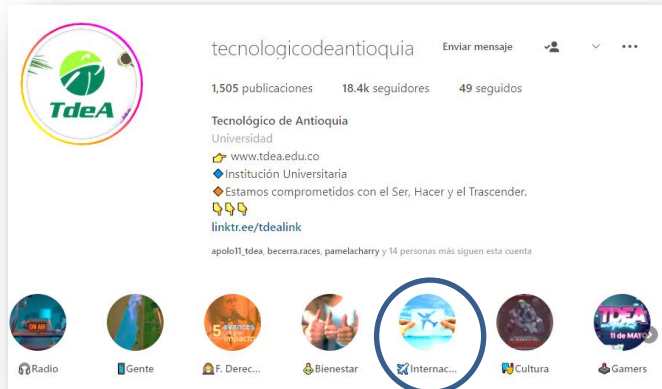 TdeA
tecnologicodeantioquia Enviar mensaje
1,505 publicaciones 18.4k seguidores 49 seguidos
Tecnológico de Antioquia
Universidad
👉 www.tdea.edu.co
🔷Institución Universitaria
🔶Estamos comprometidos con el Ser, Hacer y el Trascender.
👇👇👇
linktr.ee/tdealink
apolo11_tdea, becerra.races, pamelacharry y 14 personas más siguen esta cuenta
ON AIR
5 avances
impacto
TDEA
11 de MAYO
Radio Gente F. Derec... Bienestar Internac... Cultura Gamers